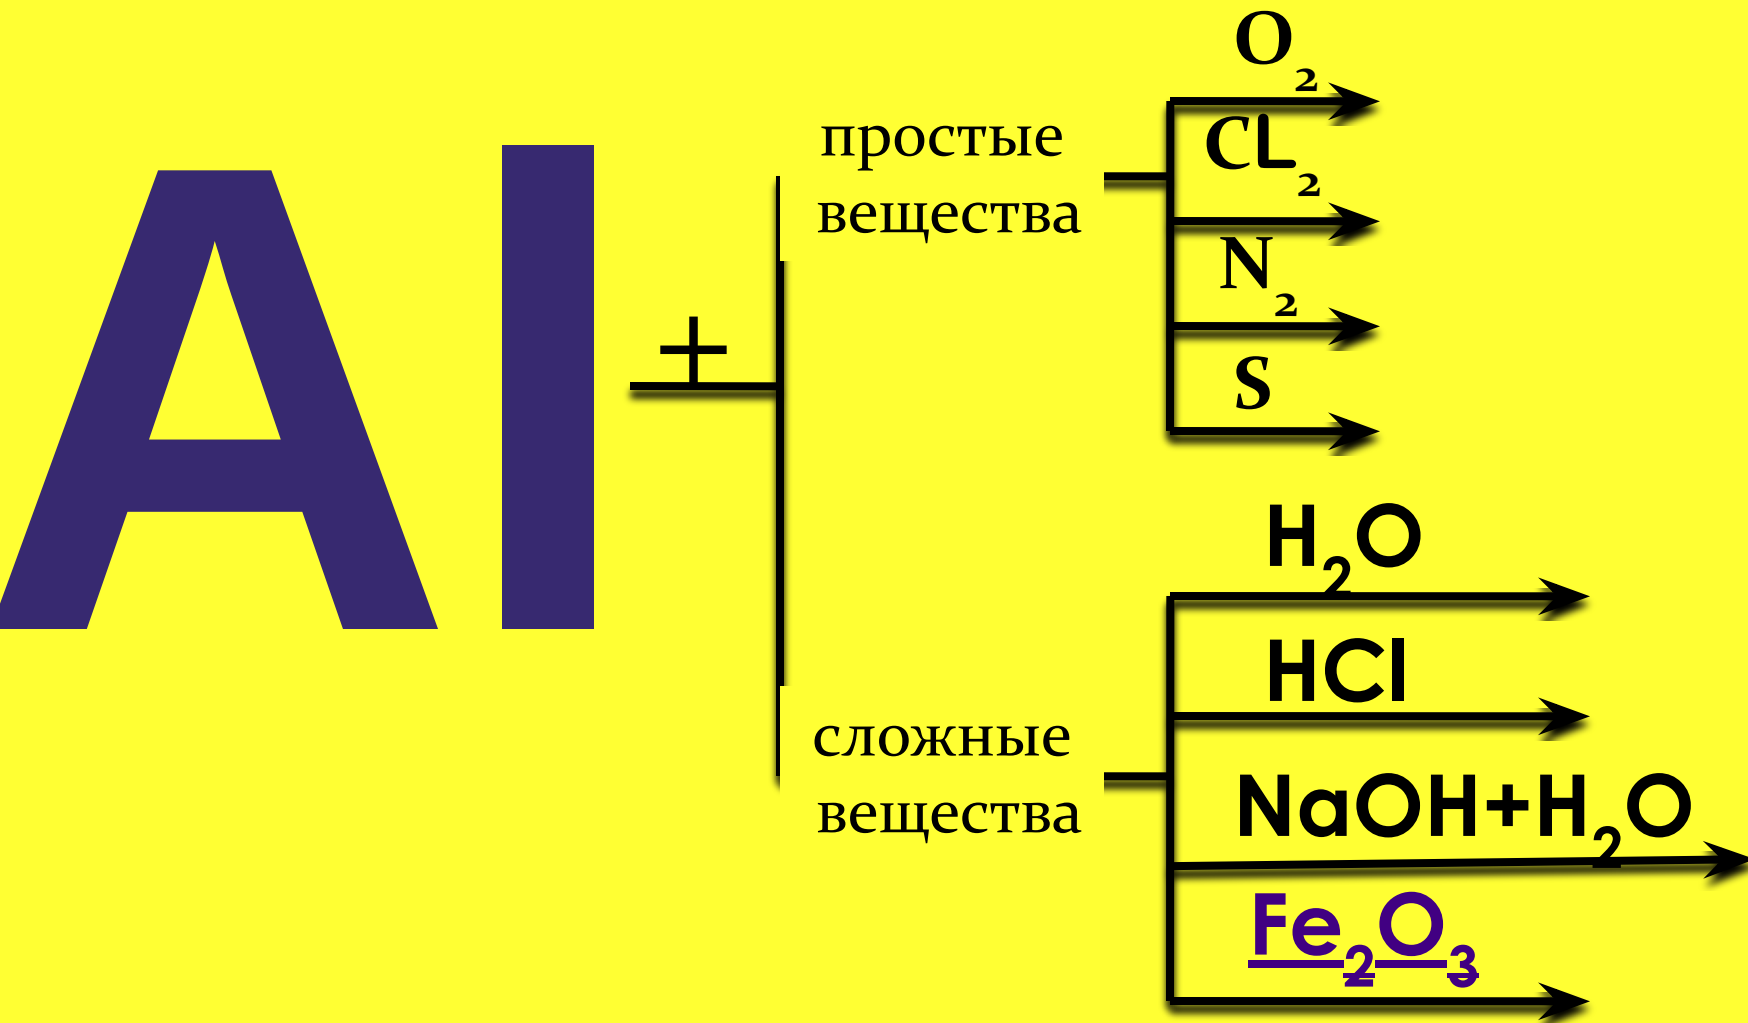 Al
+
простые
вещества
O₂
CL₂
N₂
S
сложные
вещества
H₂O
HCl
NaOH+H₂O
Fe₂O₃